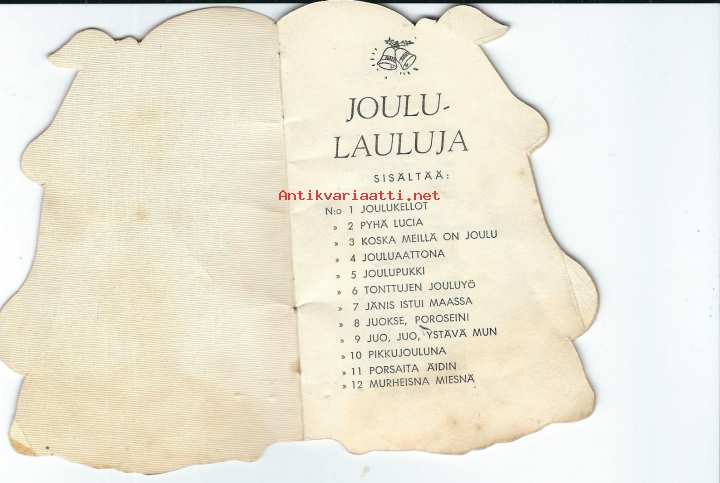 JOULU-
LAULUJA
SISÄLTÄÄ:
Antikvariaatti.net
N:o 1 JOULUKELLOT
» 2 PYHÄ LUCIA
» 3 KOSKA MEILLÄ ON JOULU
» 4 JOULUAATTONA
» 5 JOULUPUKKI
» 6 TONTTUJEN JOULUYÖ
» 7 JÄNIS ISTUI MAASSA
» 8 JUOKSE, POROSEINI
» 9 JUO, JUO, YSTÄVÄ MUN
» 10 PIKKUJOULUNA
» 11 PORSAITA ÄIDIN
» 12 MURHEISNA MIESNÄ